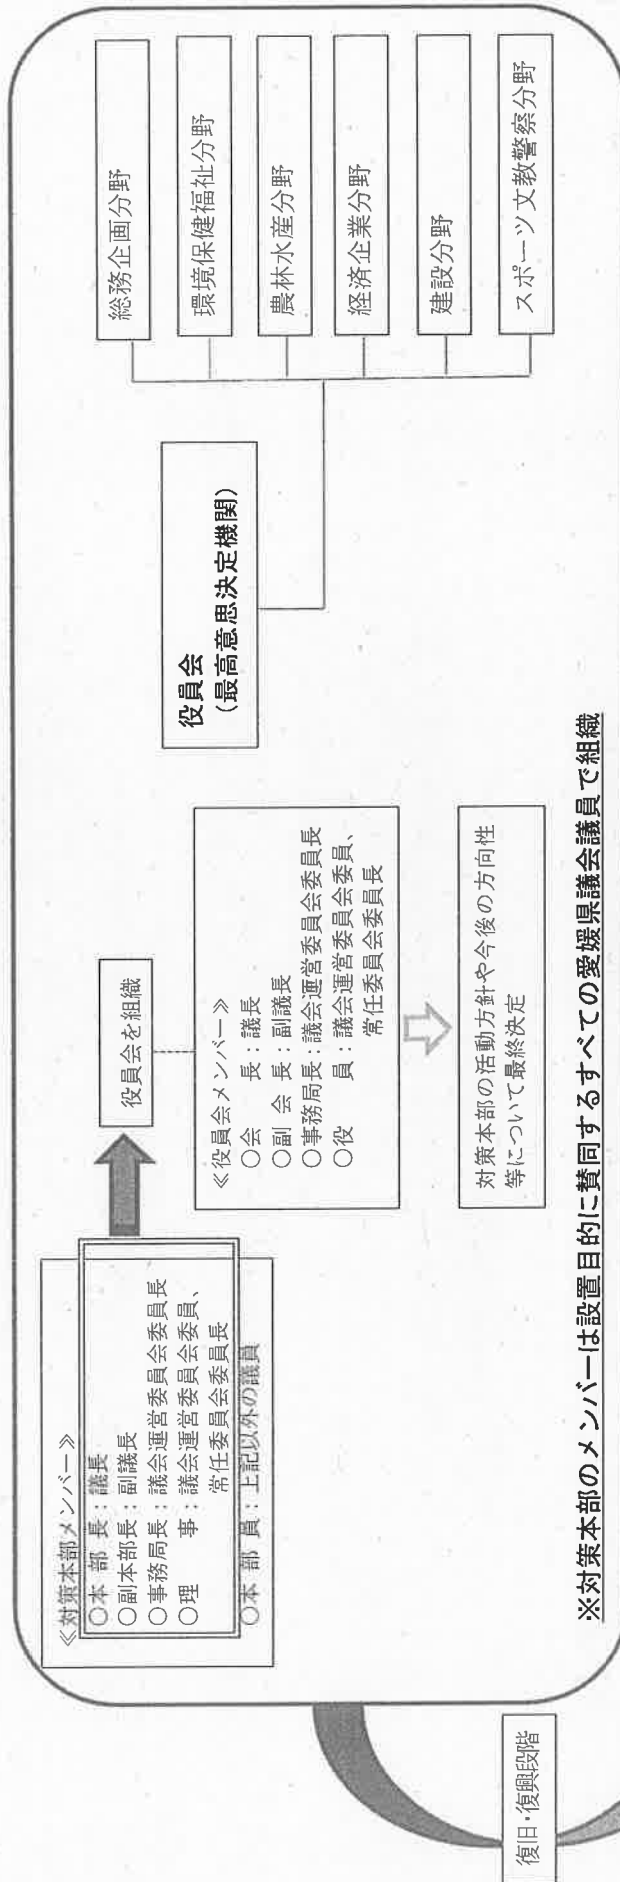 ≪対策本部メンバー≫
○本 部 長：議長
○副本部長：副議長
○事務局長：議会運営委員会委員長
○理　　事：議会運営委員会委員、
常任委員会委員長
○本 部 員：上記以外の議員
役員会を組織
≪役員会メンバー≫
○会　　長：議長
○副 会 長：副議長
○事務局長：議会運営委員会委員長
○役　　員：議会運営委員会委員、
常任委員会委員長
対策本部の活動方針や今後の方向性
等について最終決定
役員会
（最高意思決定機関）
総務企画分野
環境保健福祉分野
農林水産分野
経済企業分野
建設分野
スポーツ文教警察分野
※対策本部のメンバーは設置目的に賛同するすべての愛媛県議会議員で組織
復旧・復興段階